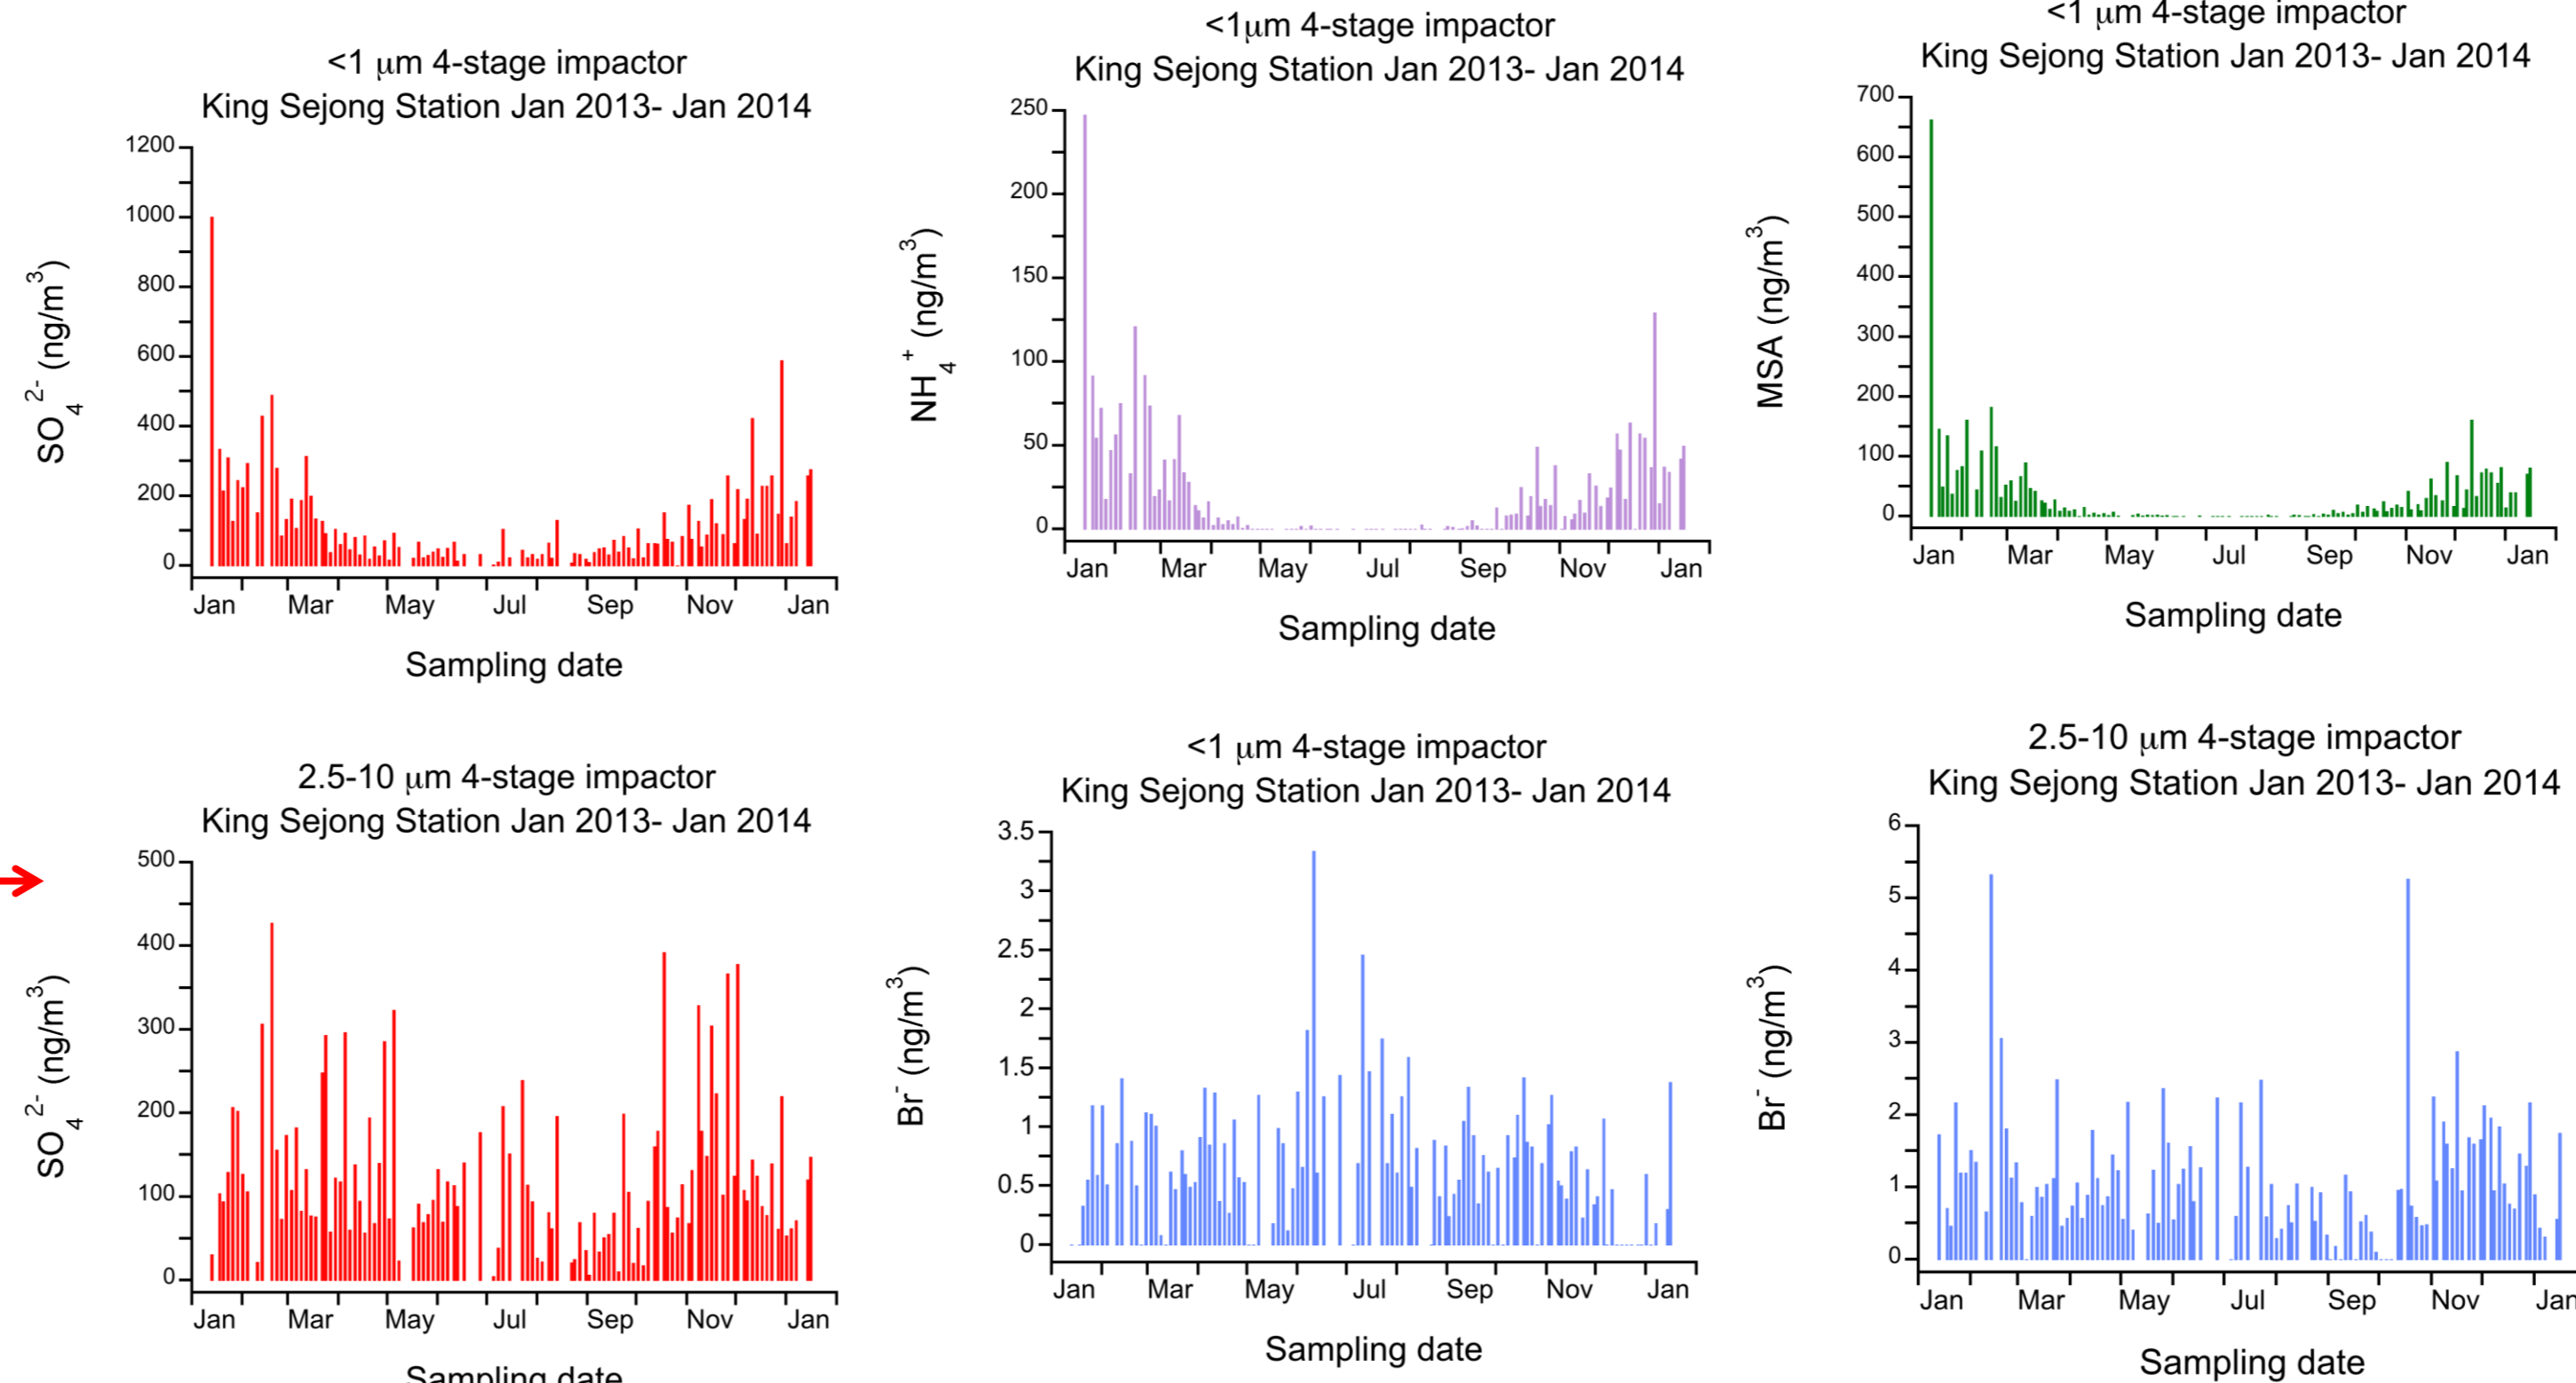 <1 μm 4-stage impactor
King Sejong Station Jan 2013- Jan 2014
1200
1000
800
600
400
200
0
SO₄²⁻ (ng/m³)
Jan Mar May Jul Sep Nov Jan
Sampling date
<1μm 4-stage impactor
King Sejong Station Jan 2013- Jan 2014
250
200
150
100
50
0
NH₄⁺ (ng/m³)
Jan Mar May Jul Sep Nov Jan
Sampling date
<1 μm 4-stage impactor
King Sejong Station Jan 2013- Jan 2014
700
600
500
400
300
200
100
0
MSA (ng/m³)
Jan Mar May Jul Sep Nov Jan
Sampling date
2.5-10 μm 4-stage impactor
King Sejong Station Jan 2013- Jan 2014
500
400
300
200
100
0
SO₄²⁻ (ng/m³)
Jan Mar May Jul Sep Nov Jan
Sampling date
<1 μm 4-stage impactor
King Sejong Station Jan 2013- Jan 2014
3.5
3
2.5
2
1.5
1
0.5
0
Br⁻ (ng/m³)
Jan Mar May Jul Sep Nov Jan
Sampling date
2.5-10 μm 4-stage impactor
King Sejong Station Jan 2013- Jan 2014
6
5
4
3
2
1
0
Br⁻ (ng/m³)
Jan Mar May Jul Sep Nov Jan
Sampling date